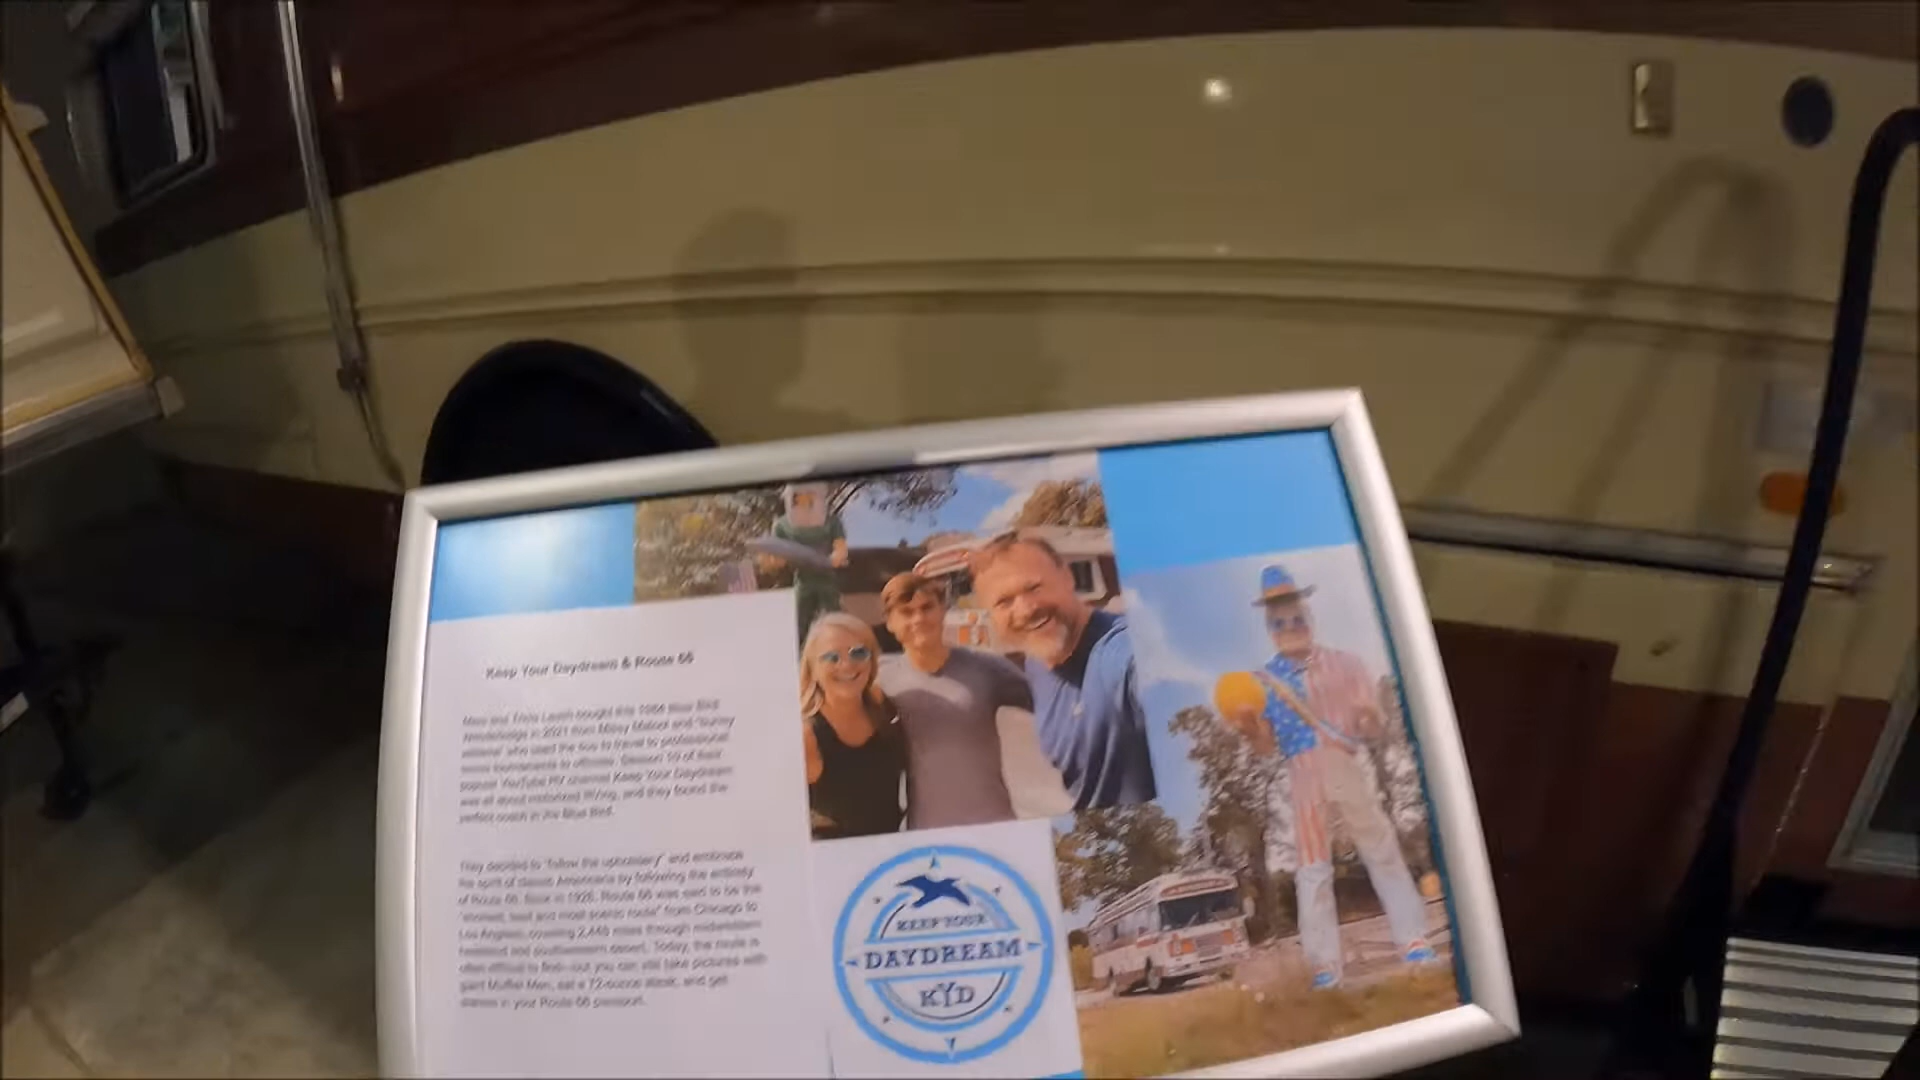 Keep Your Daydream & Route 66
Marc and Tricia Leach bought this 1984 Blue Bird
Wanderlodge in 2021 from Missy Malool and "Sunny
who used the bus to travel to professional
tennis tournaments to officiate. Season 10 of their
popular YouTube RV channel Keep Your Daydream
was all about motorized RVing, and they found the
perfect coach in the Blue Bird.
They decided to "follow the upholstery" and embrace
the spirit of classic Americana by following the entirety
of Route 66. Back in 1926, Route 66 was said to be the
"shortest, best and most scenic route" from Chicago to
Los Angeles, covering 2,448 miles through midwestern
heartland and southwestern desert. Today, the route is
often difficult to find--but you can still take pictures with
giant Muffler Men, eat a 72-ounce steak, and get
stamps in your Route 66 passport.
KEEP YOUR
DAYDREAM
KYD